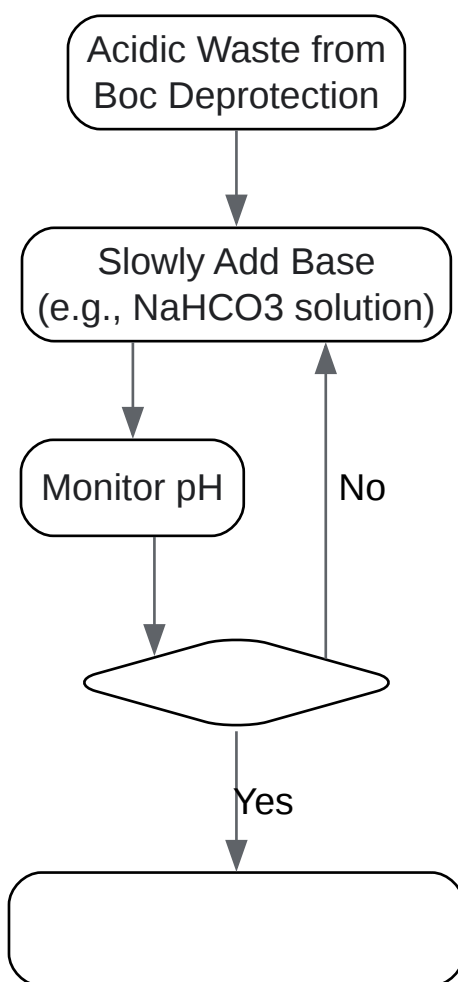 Acidic Waste from
Boc Deprotection
Slowly Add Base
(e.g., NaHCO3 solution)
Monitor pH
No
Yes